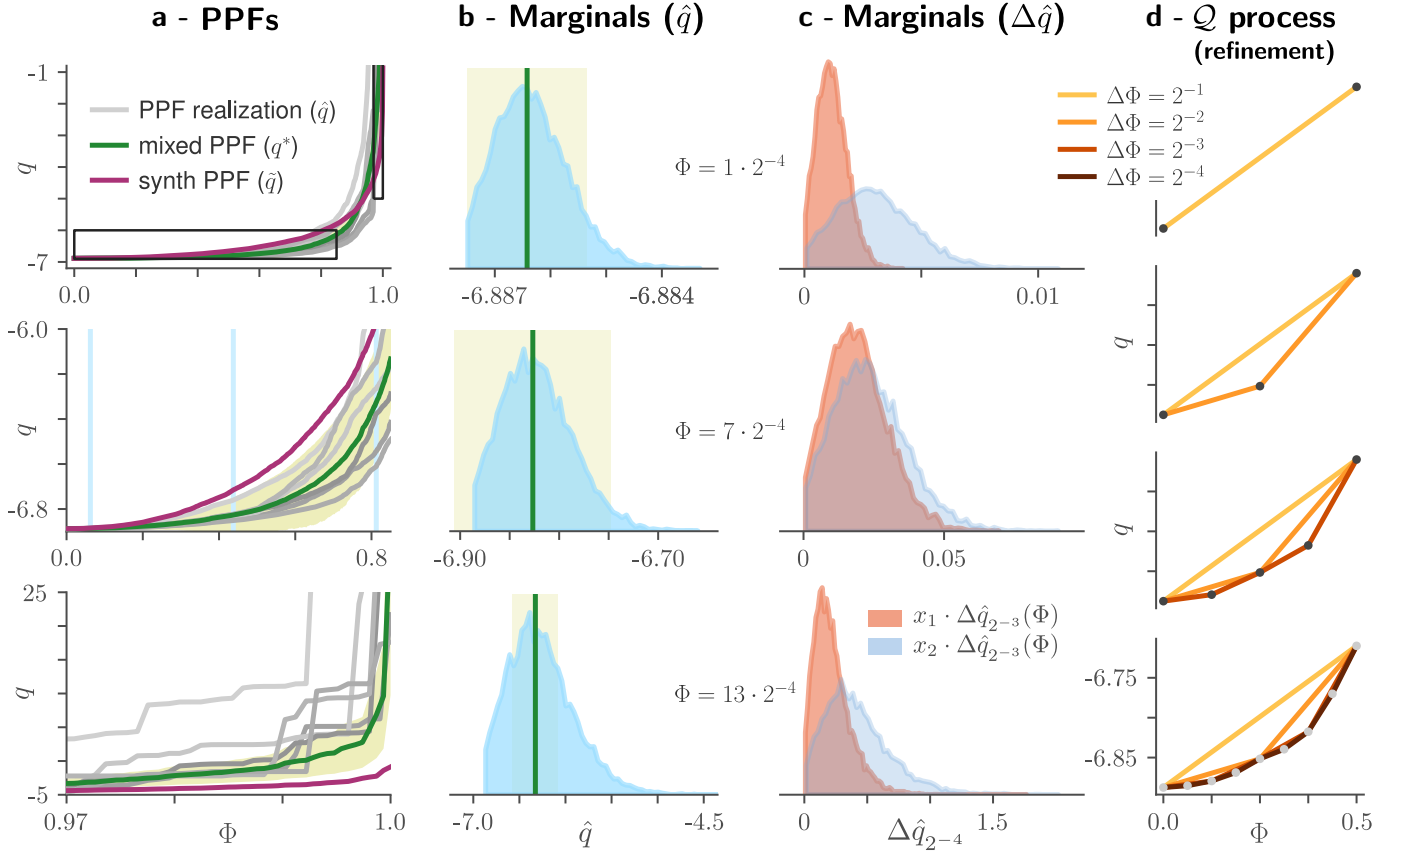 a - PPFs
b - Marginals (q̂)
c - Marginals (Δq̂)
d - 𝒬 process
(refinement)
-1
q
-7
PPF realization (q̂)
mixed PPF (q*)
synth PPF (q̃)
0.0
1.0
-6.887
-6.884
Φ = 1 · 2⁻⁴
0
0.01
ΔΦ = 2⁻¹
ΔΦ = 2⁻²
ΔΦ = 2⁻³
ΔΦ = 2⁻⁴
-6.0
q
-6.8
0.0
0.8
-6.90
-6.70
Φ = 7 · 2⁻⁴
0
0.05
q
q
25
q
-5
0.97
Φ
1.0
-7.0
q̂
-4.5
Φ = 13 · 2⁻⁴
x₁ · Δq̂₂₋₃(Φ)
x₂ · Δq̂₂₋₃(Φ)
0
Δq̂₂₋₄
1.5
-6.75
-6.85
0.0
Φ
0.5